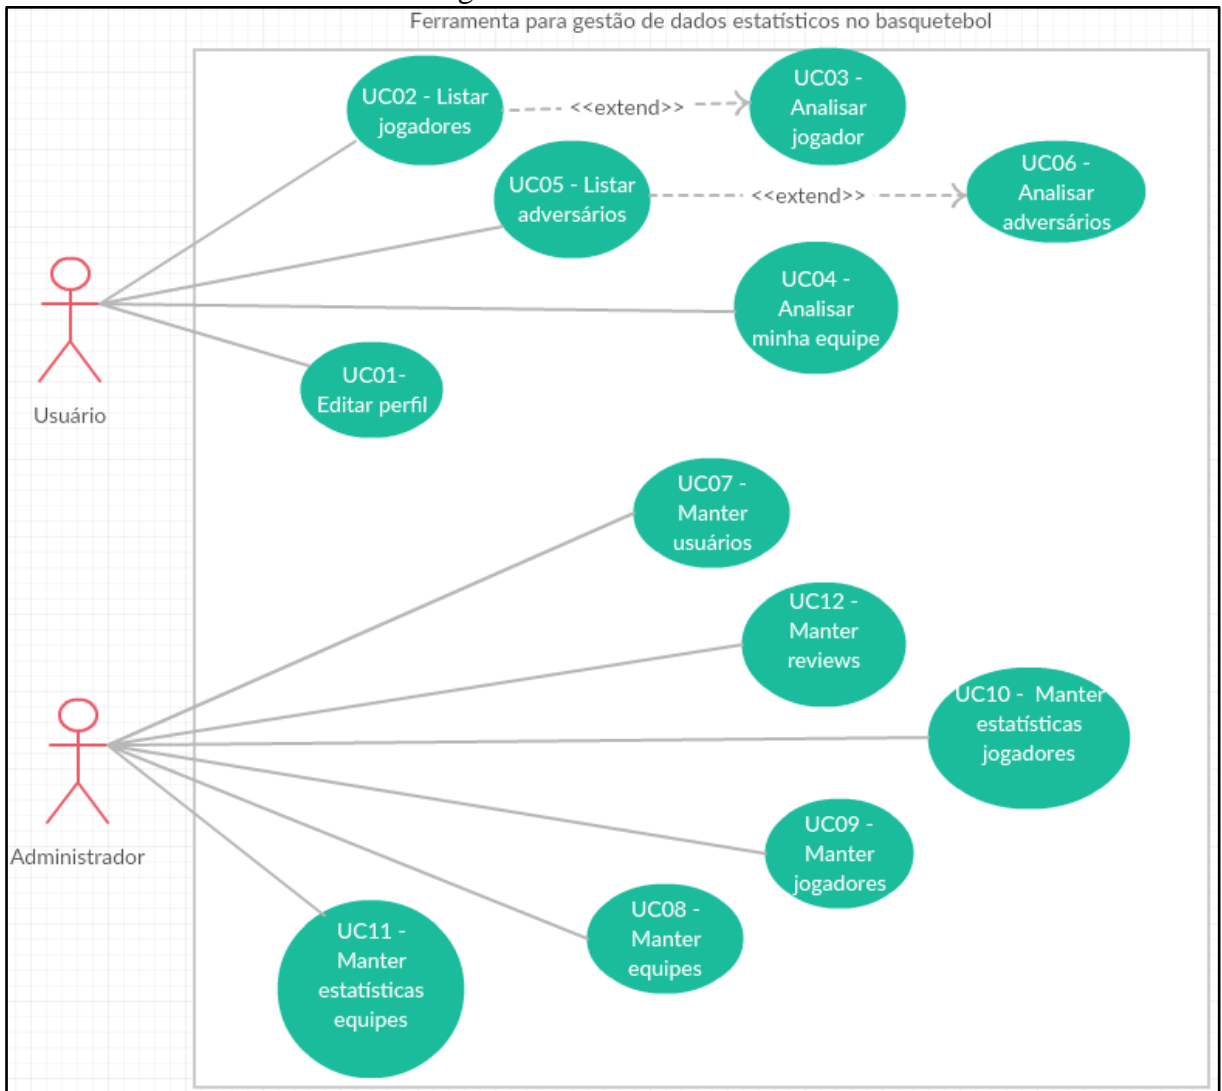 Ferramenta para gestão de dados estatísticos no basquetebol
UC02 - Listar
jogadores
<<extend>>
UC03 -
Analisar
jogador
UC05 - Listar
adversários
<<extend>>
UC06 -
Analisar
adversários
UC04 -
Analisar
minha equipe
UC01-
Editar perfil
Usuário
UC07 -
Manter
usuários
UC12 -
Manter
reviews
UC10 - Manter
estatísticas
jogadores
Administrador
UC09 -
Manter
jogadores
UC08 -
Manter
equipes
UC11 -
Manter
estatísticas
equipes